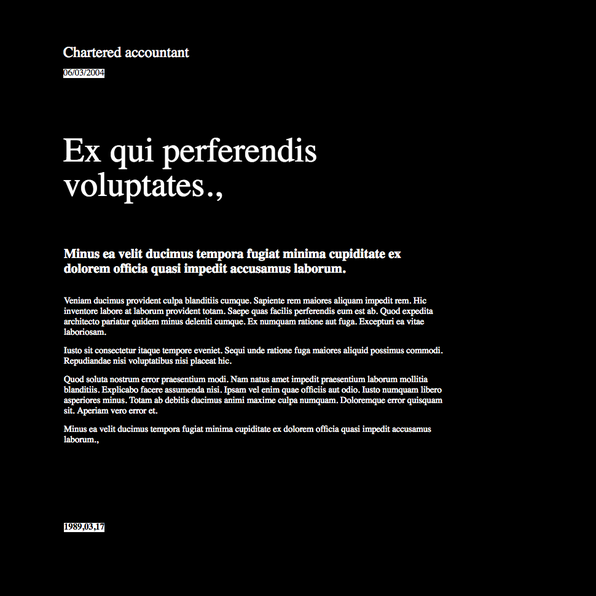 Chartered accountant
06/03/2004
Ex qui perferendis
voluptates.,
Minus ea velit ducimus tempora fugiat minima cupiditate ex
dolorem officia quasi impedit accusamus laborum.
Veniam ducimus provident culpa blanditiis cumque. Sapiente rem maiores aliquam impedit rem. Hic
inventore labore at laborum provident totam. Saepe quas facilis perferendis eum est ab. Quod expedita
architecto pariatur quidem minus deleniti cumque. Ex numquam ratione aut fuga. Excepturi ea vitae
laboriosam.
Iusto sit consectetur itaque tempore eveniet. Sequi unde ratione fuga maiores aliquid possimus commodi.
Repudiandae nisi voluptatibus nisi placeat hic.
Quod soluta nostrum error praesentium modi. Nam natus amet impedit praesentium laborum mollitia
blanditiis. Explicabo facere assumenda nisi. Ipsam vel enim quae officiis aut odio. Iusto numquam libero
asperiores minus. Totam ab debitis ducimus animi maxime culpa numquam. Doloremque error quisquam
sit. Aperiam vero error et.
Minus ea velit ducimus tempora fugiat minima cupiditate ex dolorem officia quasi impedit accusamus
laborum.,
1989,03,17